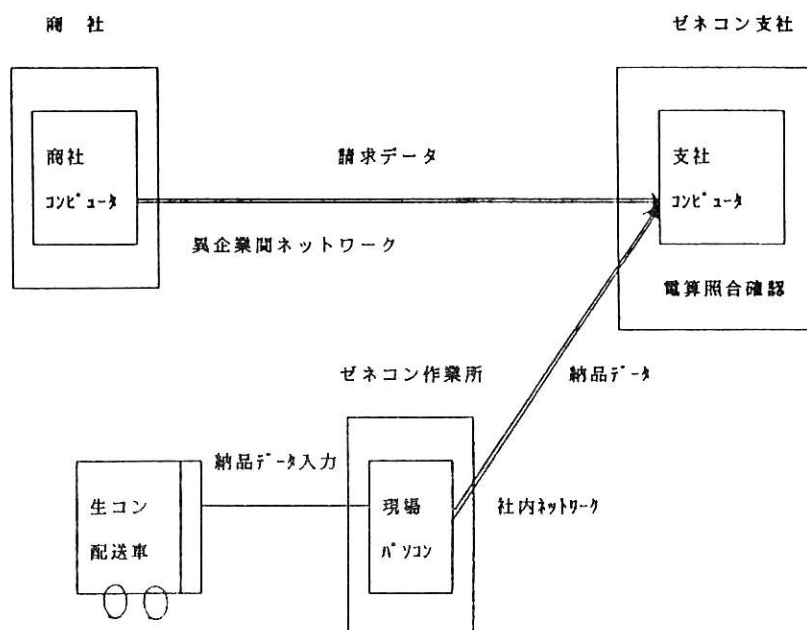 商 社
ゼネコン支社
商社
コンピュータ
請求データ
支社
コンピュータ
異企業間ネットワーク
電算照合確認
ゼネコン作業所
納品データ
納品データ入力
生コン
配送車
現場
パソコン
社内ネットワーク